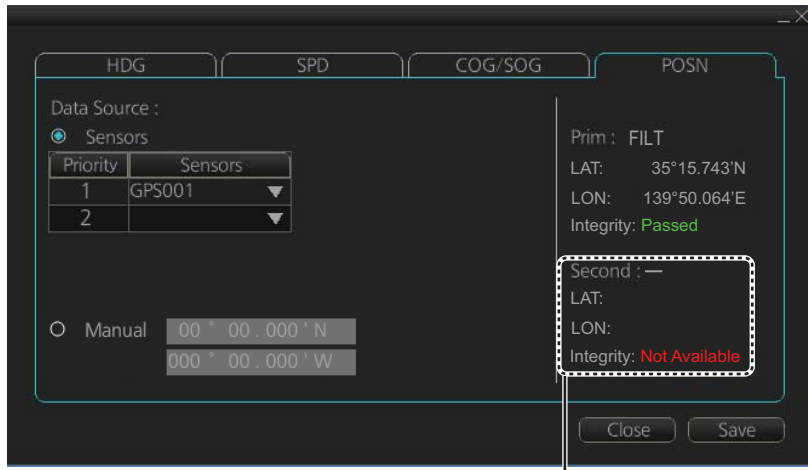 HDG SPD COG/SOG POSN
Data Source :
Sensors
Priority Sensors
1 GPS001
2
Manual 00 ° 00 . 000 ' N
000 ° 00 . 000 ' W
Prim : FILT
LAT: 35°15.743’N
LON: 139°50.064’E
Integrity: Passed
Second : —
LAT:
LON:
Integrity: Not Available
Close Save